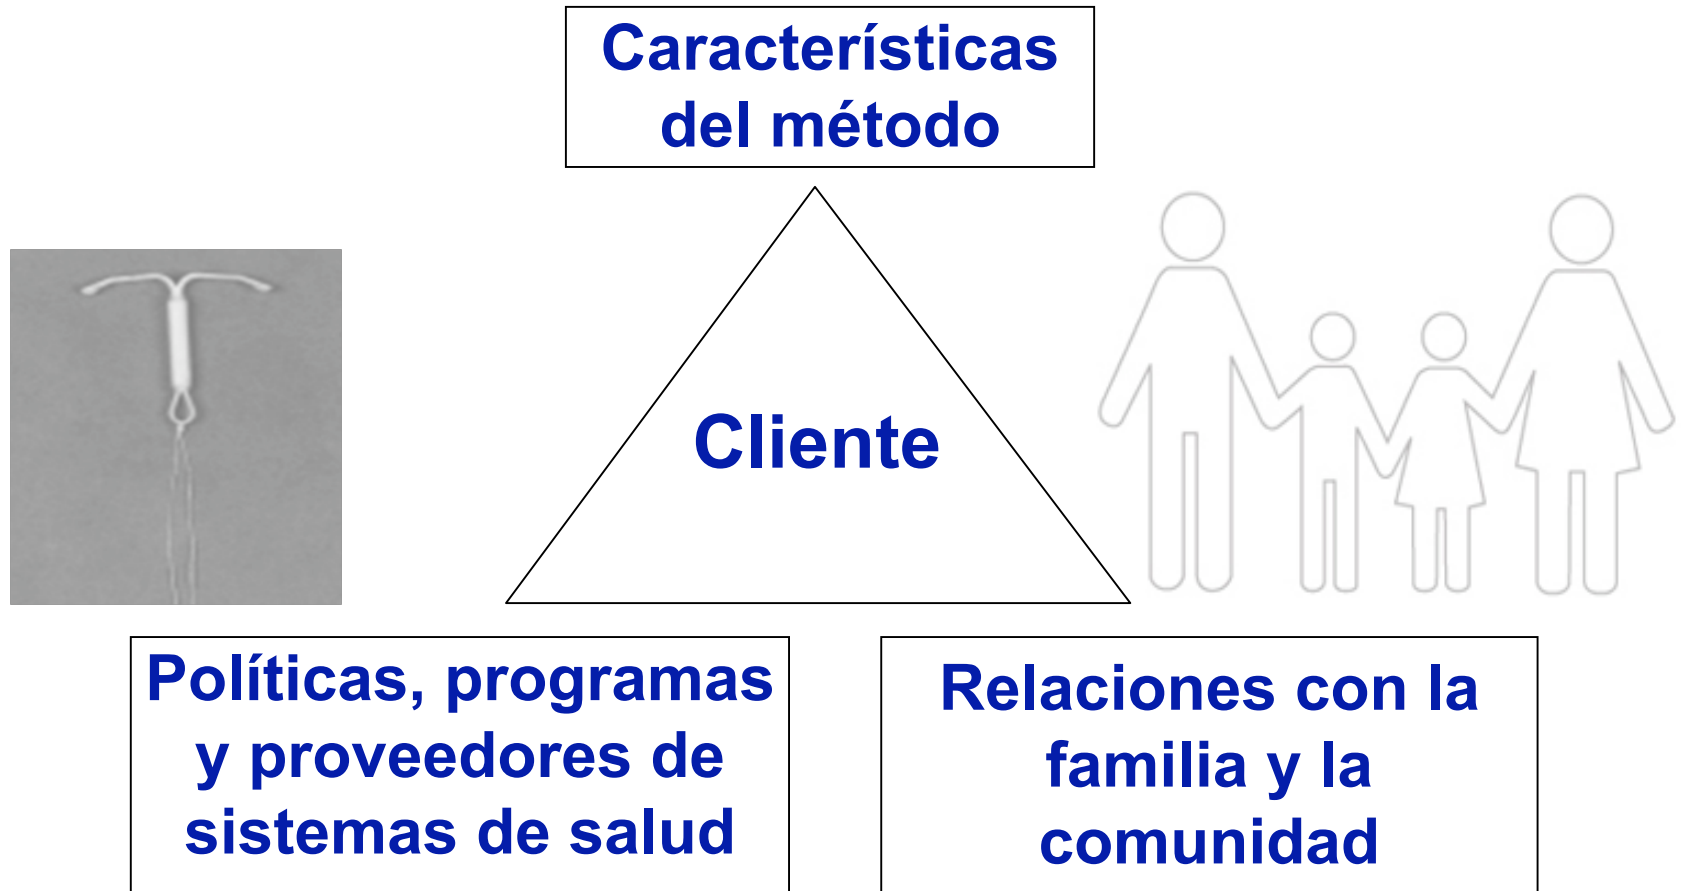 Características
del método
Cliente
Políticas, programas
y proveedores de
sistemas de salud
Relaciones con la
familia y la
comunidad